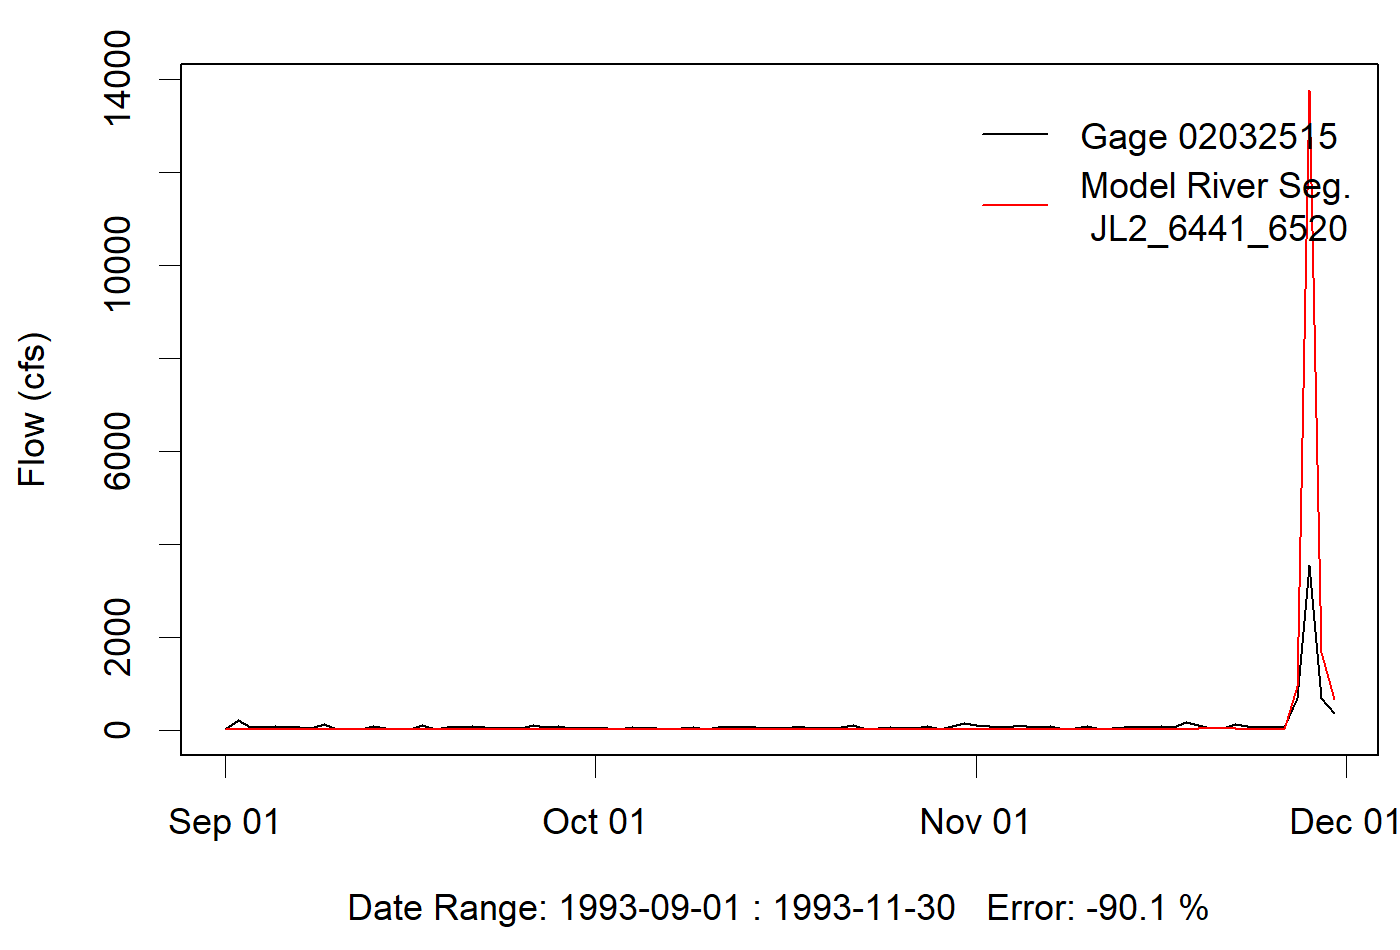 Flow (cfs)
14000
10000
6000
2000
0
Gage 02032515
Model River Seg.
JL2_6441_6520
Sep 01
Oct 01
Nov 01
Dec 01
Date Range: 1993-09-01 : 1993-11-30   Error: -90.1 %